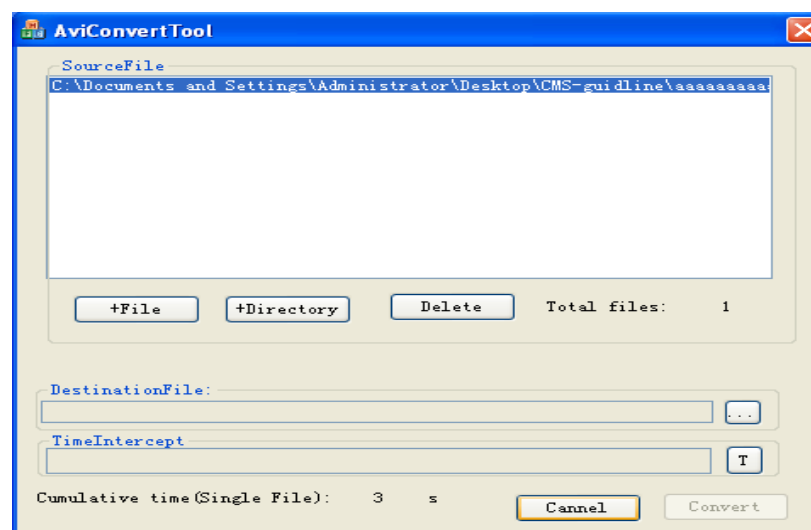 AviConvertTool
SourceFile
C:\Documents and Settings\Administrator\Desktop\CMS-guidline\aaaaaaaaa
+File +Directory Delete Total files: 1
DestinationFile:
...
TimeIntercept
T
Cumulative time(Single File): 3 s Cannel Convert